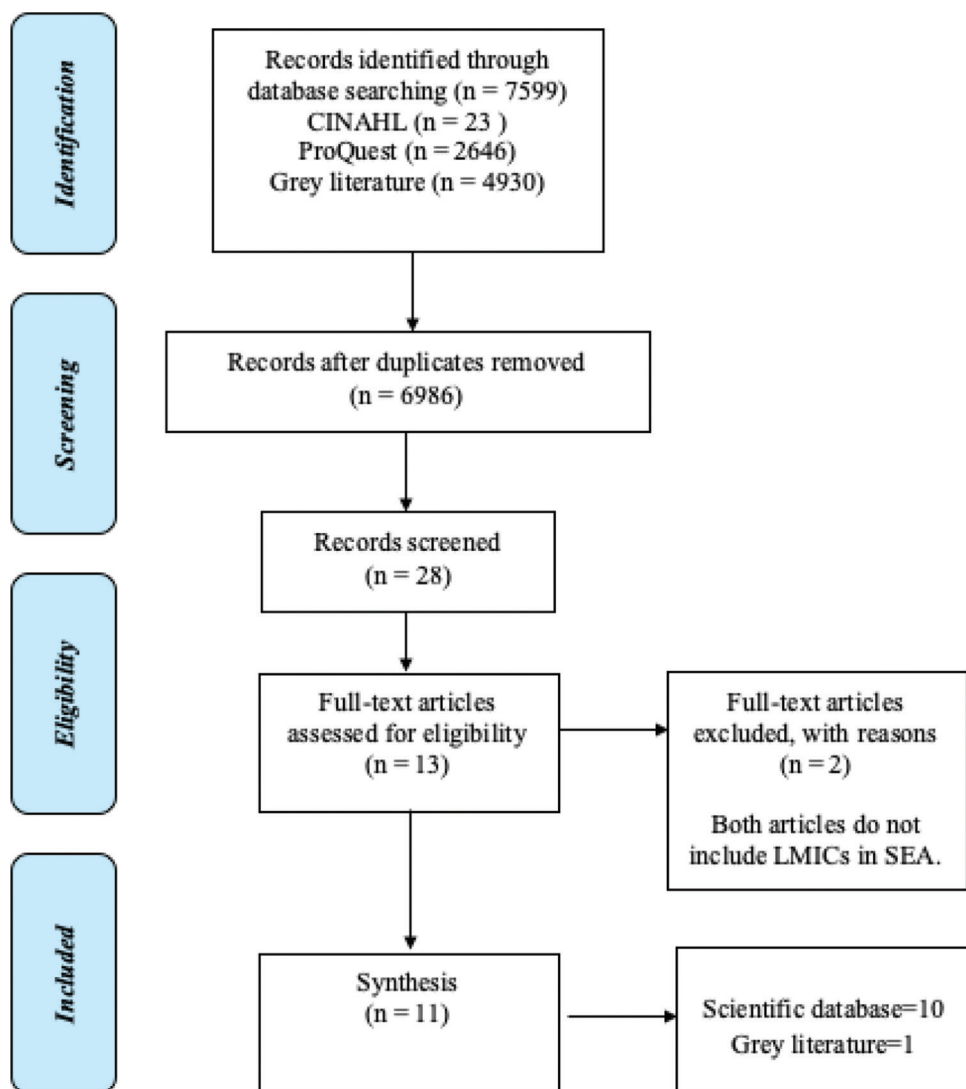 Identification
Records identified through
database searching (n = 7599)
CINAHL (n = 23 )
ProQuest (n = 2646)
Grey literature (n = 4930)
Screening
Records after duplicates removed
(n = 6986)
Records screened
(n = 28)
Eligibility
Full-text articles
assessed for eligibility
(n = 13)
Full-text articles
excluded, with reasons
(n = 2)
Both articles do not
include LMICs in SEA.
Included
Synthesis
(n = 11)
Scientific database=10
Grey literature=1